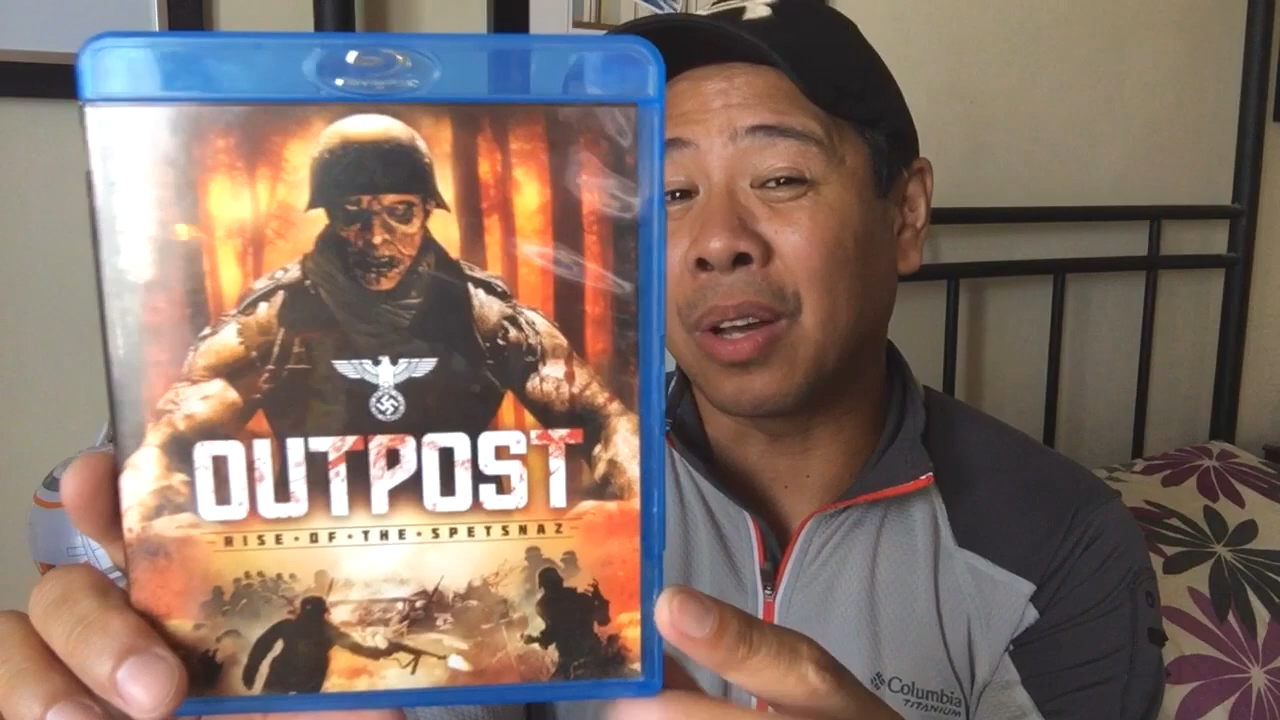 OUTPOST
RISE • OF • THE • SPETSNAZ
Columbia
TITANIUM